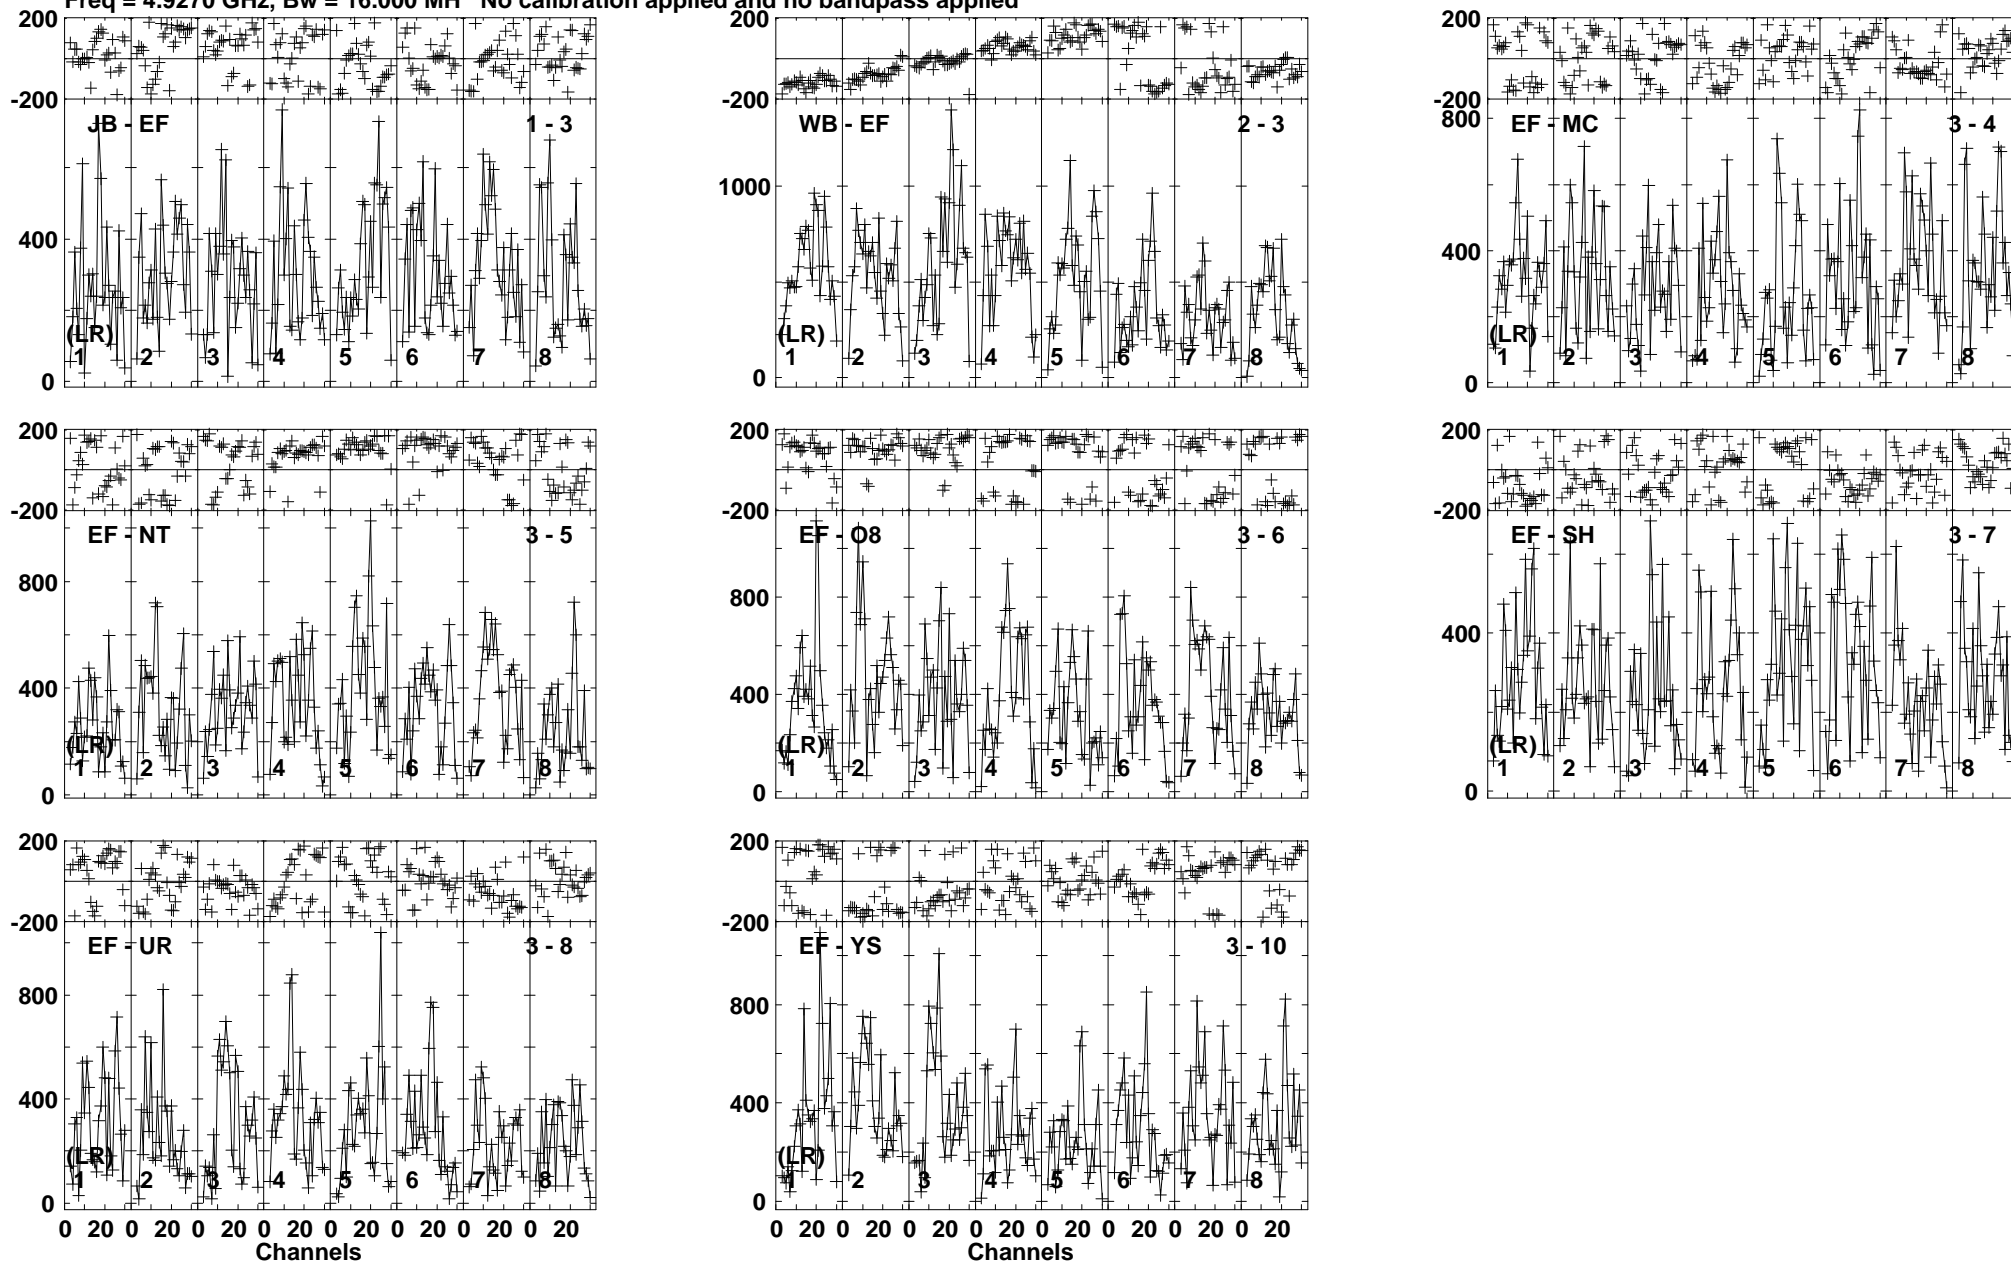 Freq = 4.9270 GHz, Bw = 16.000 MH No calibration applied and no bandpass applied
200
-200
JB - EF 1 - 3
400
(LR)
1 2 3 4 5 6 7 8
0
200
-200
WB - EF 2 - 3
1000
(LR)
1 2 3 4 5 6 7 8
0
200
-200
800
EF - MC 3 - 4
400
(LR)
1 2 3 4 5 6 7 8
0
200
-200
EF - NT 3 - 5
800
400
(LR)
1 2 3 4 5 6 7 8
0
200
-200
EF - O8 3 - 6
800
400
(LR)
1 2 3 4 5 6 7 8
0
200
-200
EF - SH 3 - 7
400
(LR)
1 2 3 4 5 6 7 8
0
200
-200
EF - UR 3 - 8
800
400
(LR)
1 2 3 4 5 6 7 8
0
0 20 0 20 0 20 0 20 0 20 0 20 0 20 0 20
Channels
200
-200
EF - YS 3 - 10
800
400
(LR)
1 2 3 4 5 6 7 8
0
0 20 0 20 0 20 0 20 0 20 0 20 0 20 0 20
Channels